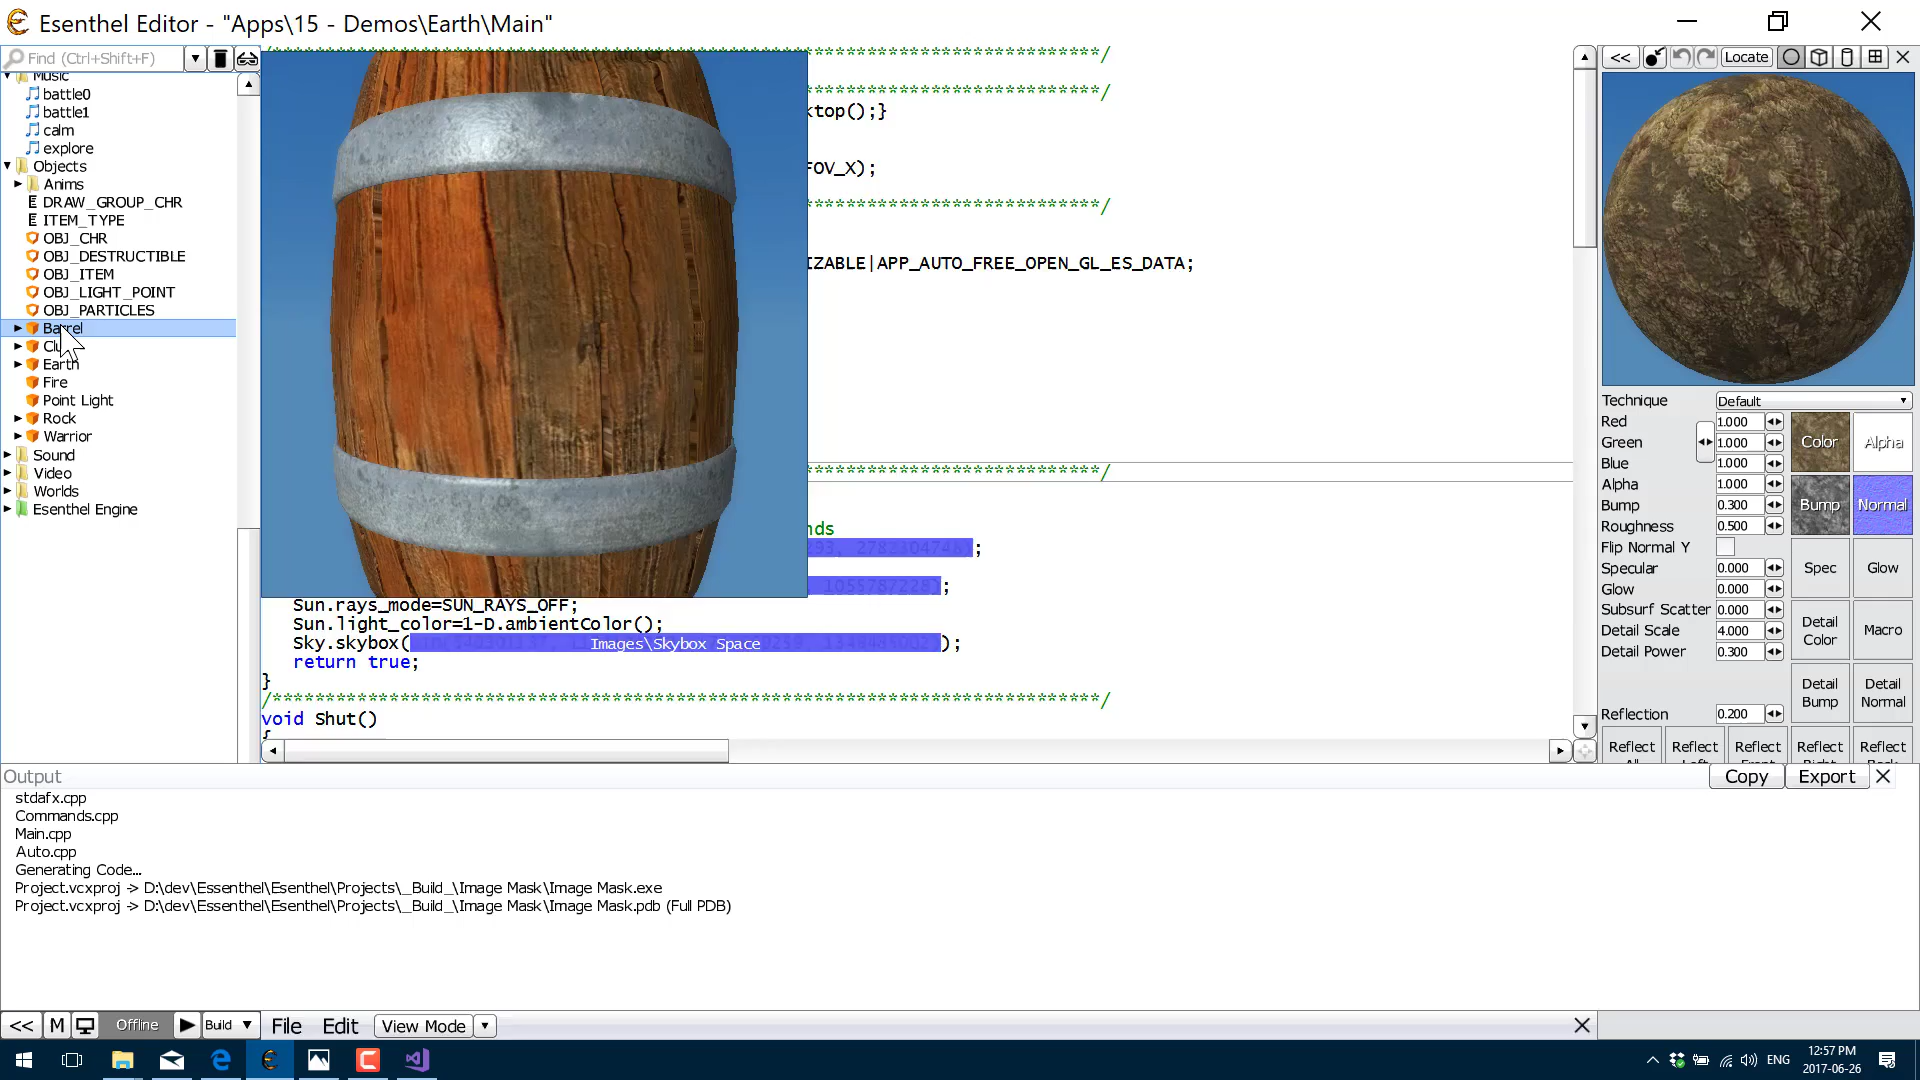 Esenthel Editor - "Apps\15 - Demos\Earth\Main"
Find (Ctrl+Shift+F)
Music
battle0
battle1
calm
explore
Objects
Anims
DRAW_GROUP_CHR
ITEM_TYPE
OBJ_CHR
OBJ_DESTRUCTIBLE
OBJ_ITEM
OBJ_LIGHT_POINT
OBJ_PARTICLES
Barrel
Earth
Fire
Point Light
Rock
Warrior
Sound
Video
Worlds
Esenthel Engine
/******************************************************************************/
ktop();}
FOV_X);
IZABLE|APP_AUTO_FREE_OPEN_GL_ES_DATA;
nds
;
);
Sun.rays_mode=SUN_RAYS_OFF;
Sun.light_color=1-D.ambientColor();
Sky.skybox( Images\Skybox Space );
return true;
}
/******************************************************************************/
void Shut()
{
<< Locate
Technique Default
Red 1.000
Green 1.000
Blue 1.000
Alpha 1.000
Bump 0.300
Roughness 0.500
Flip Normal Y
Specular 0.000
Glow 0.000
Subsurf Scatter 0.000
Detail Scale 4.000
Detail Power 0.300
Reflection 0.200
Color Alpha
Bump Normal
Spec Glow
Detail Color Macro
Detail Bump Detail Normal
Reflect Reflect Reflect Reflect Reflect
Output Copy Export
stdafx.cpp
Commands.cpp
Main.cpp
Auto.cpp
Generating Code...
Project.vcxproj -> D:\dev\Essenthel\Esenthel\Projects\_Build_\Image Mask\Image Mask.exe
Project.vcxproj -> D:\dev\Essenthel\Esenthel\Projects\_Build_\Image Mask\Image Mask.pdb (Full PDB)
<< M Offline Build File Edit View Mode
ENG 12:57 PM
2017-06-26